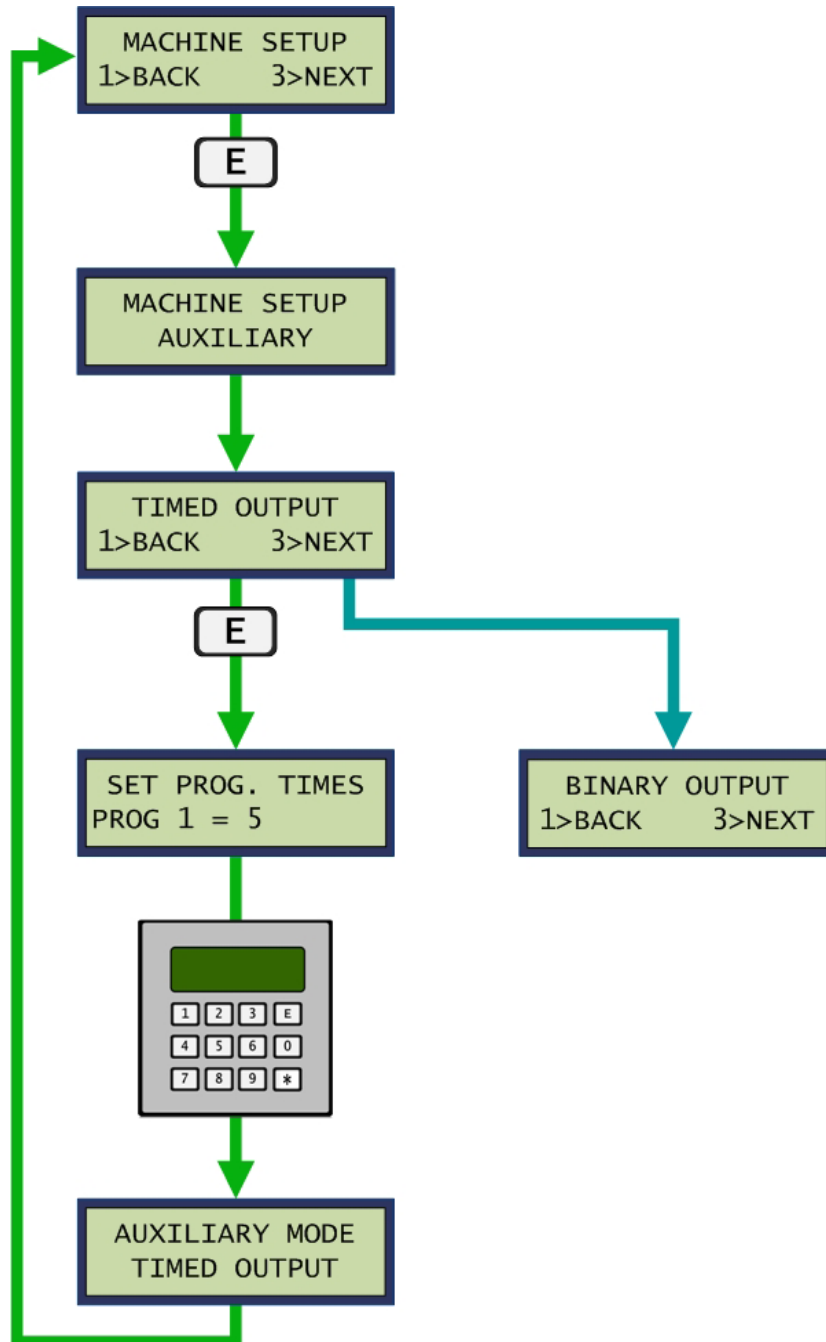 MACHINE SETUP
1>BACK 3>NEXT
E
MACHINE SETUP
AUXILIARY
TIMED OUTPUT
1>BACK 3>NEXT
E
SET PROG. TIMES
PROG 1 = 5
BINARY OUTPUT
1>BACK 3>NEXT
1 2 3 E
4 5 6 0
7 8 9 *
AUXILIARY MODE
TIMED OUTPUT